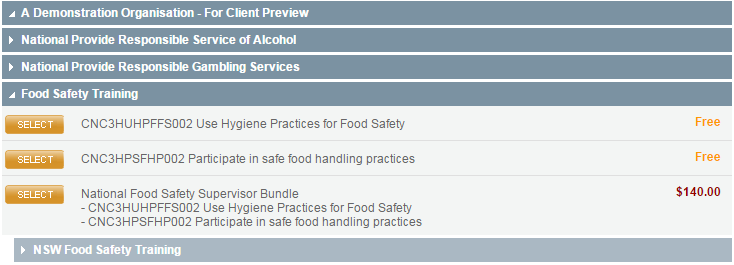 A Demonstration Organisation - For Client Preview
National Provide Responsible Service of Alcohol
National Provide Responsible Gambling Services
Food Safety Training
SELECT CNC3HUHPFFS002 Use Hygiene Practices for Food Safety Free
SELECT CNC3HPSFHP002 Participate in safe food handling practices Free
SELECT National Food Safety Supervisor Bundle $140.00
- CNC3HUHPFFS002 Use Hygiene Practices for Food Safety
- CNC3HPSFHP002 Participate in safe food handling practices
NSW Food Safety Training